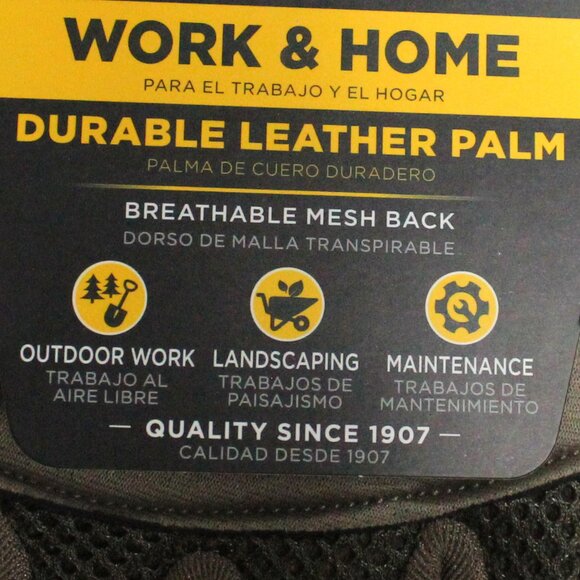 WORK & HOME
PARA EL TRABAJO Y EL HOGAR
DURABLE LEATHER PALM
PALMA DE CUERO DURADERO
BREATHABLE MESH BACK
DORSO DE MALLA TRANSPIRABLE
OUTDOOR WORK
TRABAJO AL
AIRE LIBRE
LANDSCAPING
TRABAJOS DE
PAISAJISMO
MAINTENANCE
TRABAJOS DE
MANTENIMIENTO
— QUALITY SINCE 1907 —
CALIDAD DESDE 1907